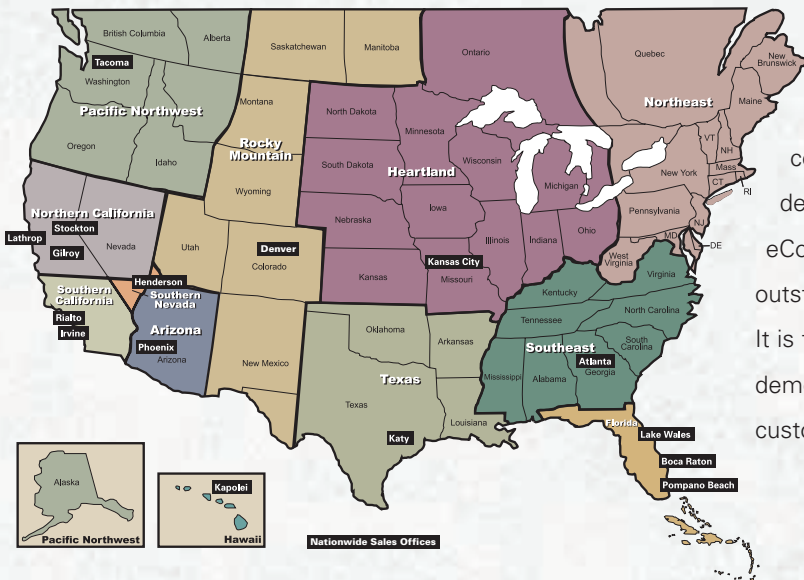 British Columbia
Alberta
Saskatchewan
Manitoba
Ontario
Quebec
New
Brunswick
Tacoma
Washington
Pacific Northwest
Oregon
Idaho
Montana
Rocky
Mountain
Wyoming
North Dakota
Minnesota
South Dakota
Wisconsin
Heartland
Michigan
Nebraska
Iowa
Illinois
Indiana
Ohio
Kansas
Kansas City
Missouri
Northeast
Maine
VT
NH
Mass
New York
CT
RI
Pennsylvania
NJ
MD
DE
West
Virginia
Northern California
Stockton
Lathrop
Gilroy
Nevada
Utah
Denver
Colorado
Henderson
Southern
California
Southern
Nevada
Rialto
Irvine
Arizona
Phoenix
Arizona
New Mexico
Oklahoma
Arkansas
Texas
Texas
Katy
Louisiana
Virginia
Kentucky
North Carolina
Tennessee
Southeast
South
Carolina
Atlanta
Georgia
Mississippi
Alabama
Florida
Lake Wales
Boca Raton
Pompano Beach
Alaska
Pacific Northwest
Kapolei
Hawaii
Nationwide Sales Offices
co
de
eCo
outst
It is
dem
custo